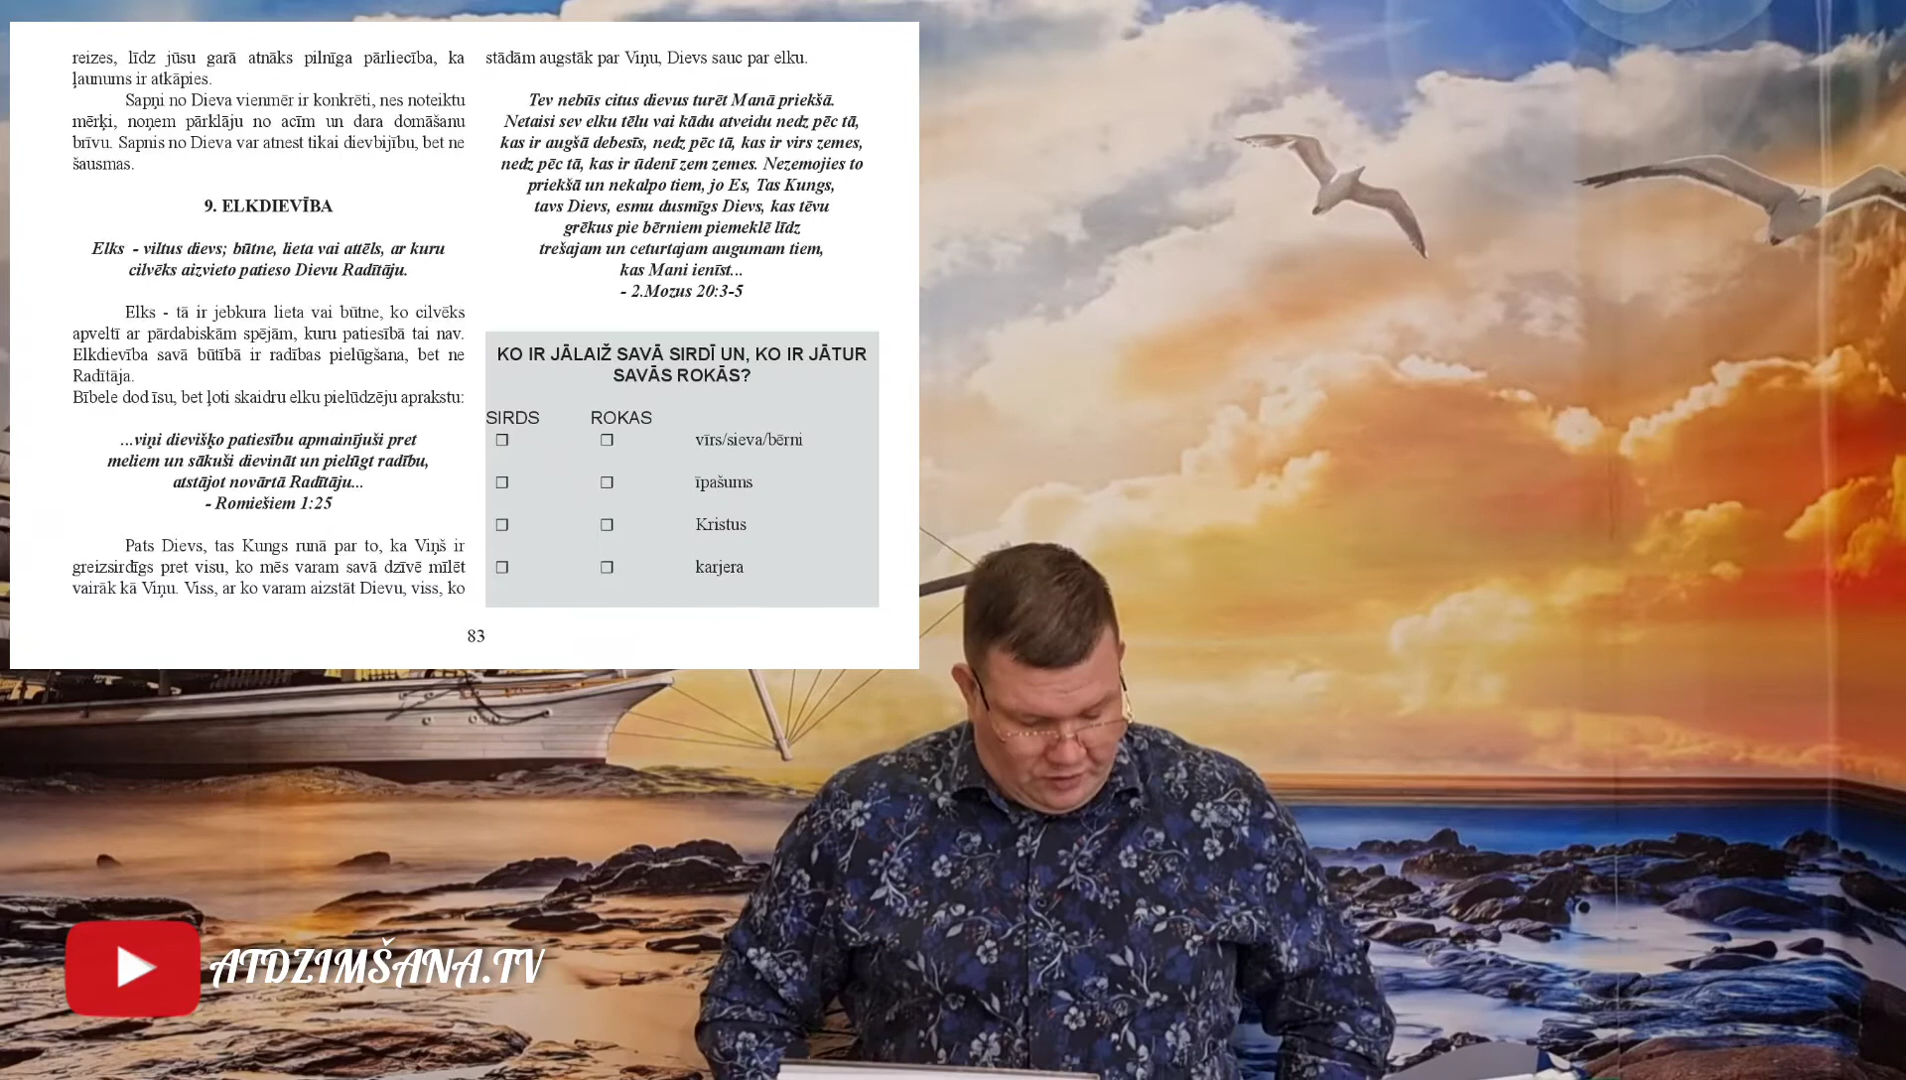 reizes, līdz jūsu garā atnāks pilnīga pārliecība, ka
ļaunums ir atkāpies.
Sapņi no Dieva vienmēr ir konkrēti, nes noteiktu
mērķi, noņem pārklāju no acīm un dara domāšanu
brīvu. Sapnis no Dieva var atnest tikai dievbijību, bet ne
šausmas.
9. ELKDIEVĪBA
Elks - viltus dievs; būtne, lieta vai attēls, ar kuru
cilvēks aizvieto patieso Dievu Radītāju.
Elks - tā ir jebkura lieta vai būtne, ko cilvēks
apveltī ar pārdabiskām spējām, kuru patiesībā tai nav.
Elkdievība savā būtībā ir radības pielūgšana, bet ne
Radītāja.
Bībele dod īsu, bet ļoti skaidru elku pielūdzēju aprakstu:
...viņi dievišķo patiesību apmainījuši pret
meliem un sākuši dievināt un pielūgt radību,
atstājot novārtā Radītāju...
- Romiešiem 1:25
Pats Dievs, tas Kungs runā par to, ka Viņš ir
greizsirdīgs pret visu, ko mēs varam savā dzīvē mīlēt
vairāk kā Viņu. Viss, ar ko varam aizstāt Dievu, viss, ko
stādām augstāk par Viņu, Dievs sauc par elku.
Tev nebūs citus dievus turēt Manā priekšā.
Netaisi sev elku tēlu vai kādu atveidu nedz pēc tā,
kas ir augšā debesīs, nedz pēc tā, kas ir virs zemes,
nedz pēc tā, kas ir ūdenī zem zemes. Nezemojies to
priekšā un nekalpo tiem, jo Es, Tas Kungs,
tavs Dievs, esmu dusmīgs Dievs, kas tēvu
grēkus pie bērniem piemeklē līdz
trešajam un ceturtajam augumam tiem,
kas Mani ienīst...
- 2.Mozus 20:3-5
KO IR JĀLAIŽ SAVĀ SIRDĪ UN, KO IR JĀTUR
SAVĀS ROKĀS?
SIRDS ROKAS
❒ ❒ vīrs/sieva/bērni
❒ ❒ īpašums
❒ ❒ Kristus
❒ ❒ karjera
83
ATDZIMŠANA.TV